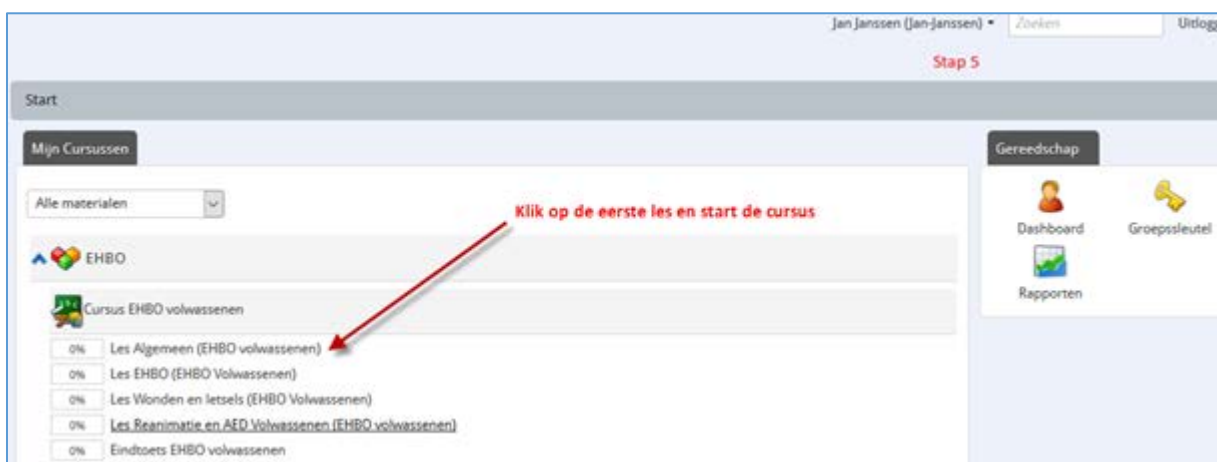 Jan Janssen (Jan-Janssen)
Zoeken
Uitlogg
Stap 5
Start
Mijn Cursussen
Gereedschap
Alle materialen
Klik op de eerste les en start de cursus
Dashboard
Groepssleutel
EHBO
Rapporten
Cursus EHBO volwassenen
0% Les Algemeen (EHBO volwassenen)
0% Les EHBO (EHBO Volwassenen)
0% Les Wonden en letsels (EHBO Volwassenen)
0% Les Reanimatie en AED Volwassenen (EHBO volwassenen)
0% Eindtoets EHBO volwassenen